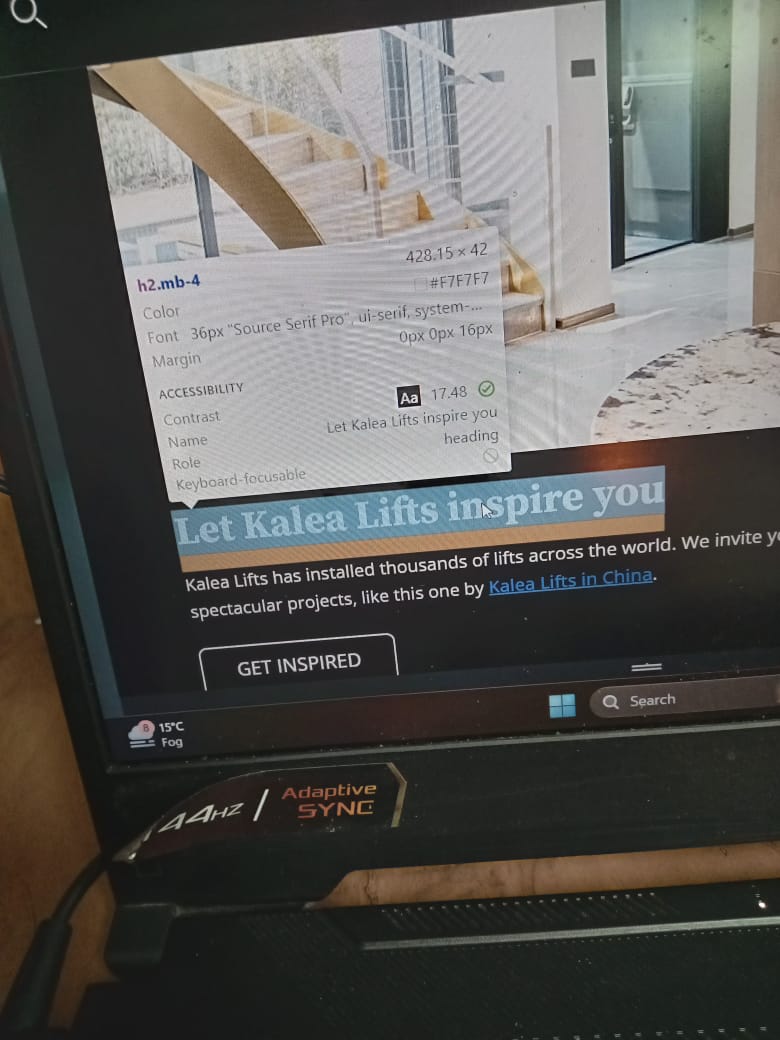 428.15 × 42
h2.mb-4
Color #F7F7F7
Font 36px "Source Serif Pro", ui-serif, system-...
Margin 0px 0px 16px
ACCESSIBILITY
Contrast Aa 17.48
Name Let Kalea Lifts inspire you
Role heading
Keyboard-focusable
Let Kalea Lifts inspire you
Kalea Lifts has installed thousands of lifts across the world. We invite
spectacular projects, like this one by Kalea Lifts in China.
GET INSPIRED
8
15°C
Fog
Search
44HZ / Adaptive
SYNC